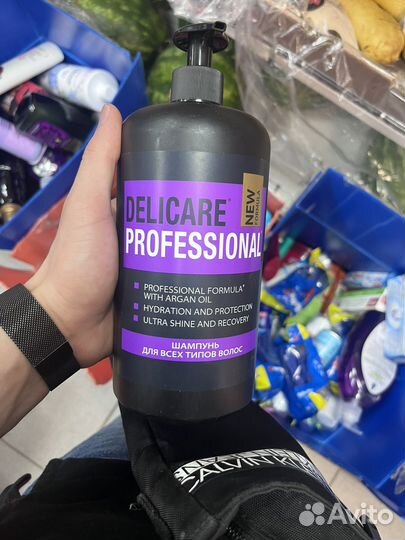 DELICARE®
PROFESSIONAL
NEW
FORMULA
PROFESSIONAL FORMULA*
WITH ARGAN OIL
HYDRATION AND PROTECTION
ULTRA SHINE AND RECOVERY
ШАМПУНЬ
ДЛЯ ВСЕХ ТИПОВ ВОЛОС
CALVIN KL
Avito